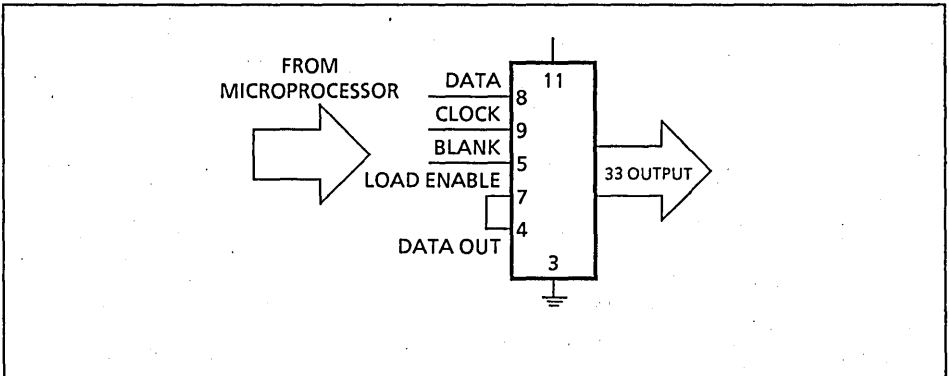 FROM
MICROPROCESSOR
DATA
8
11
CLOCK
9
BLANK
5
LOAD ENABLE
7
4
DATA OUT
3
33 OUTPUT